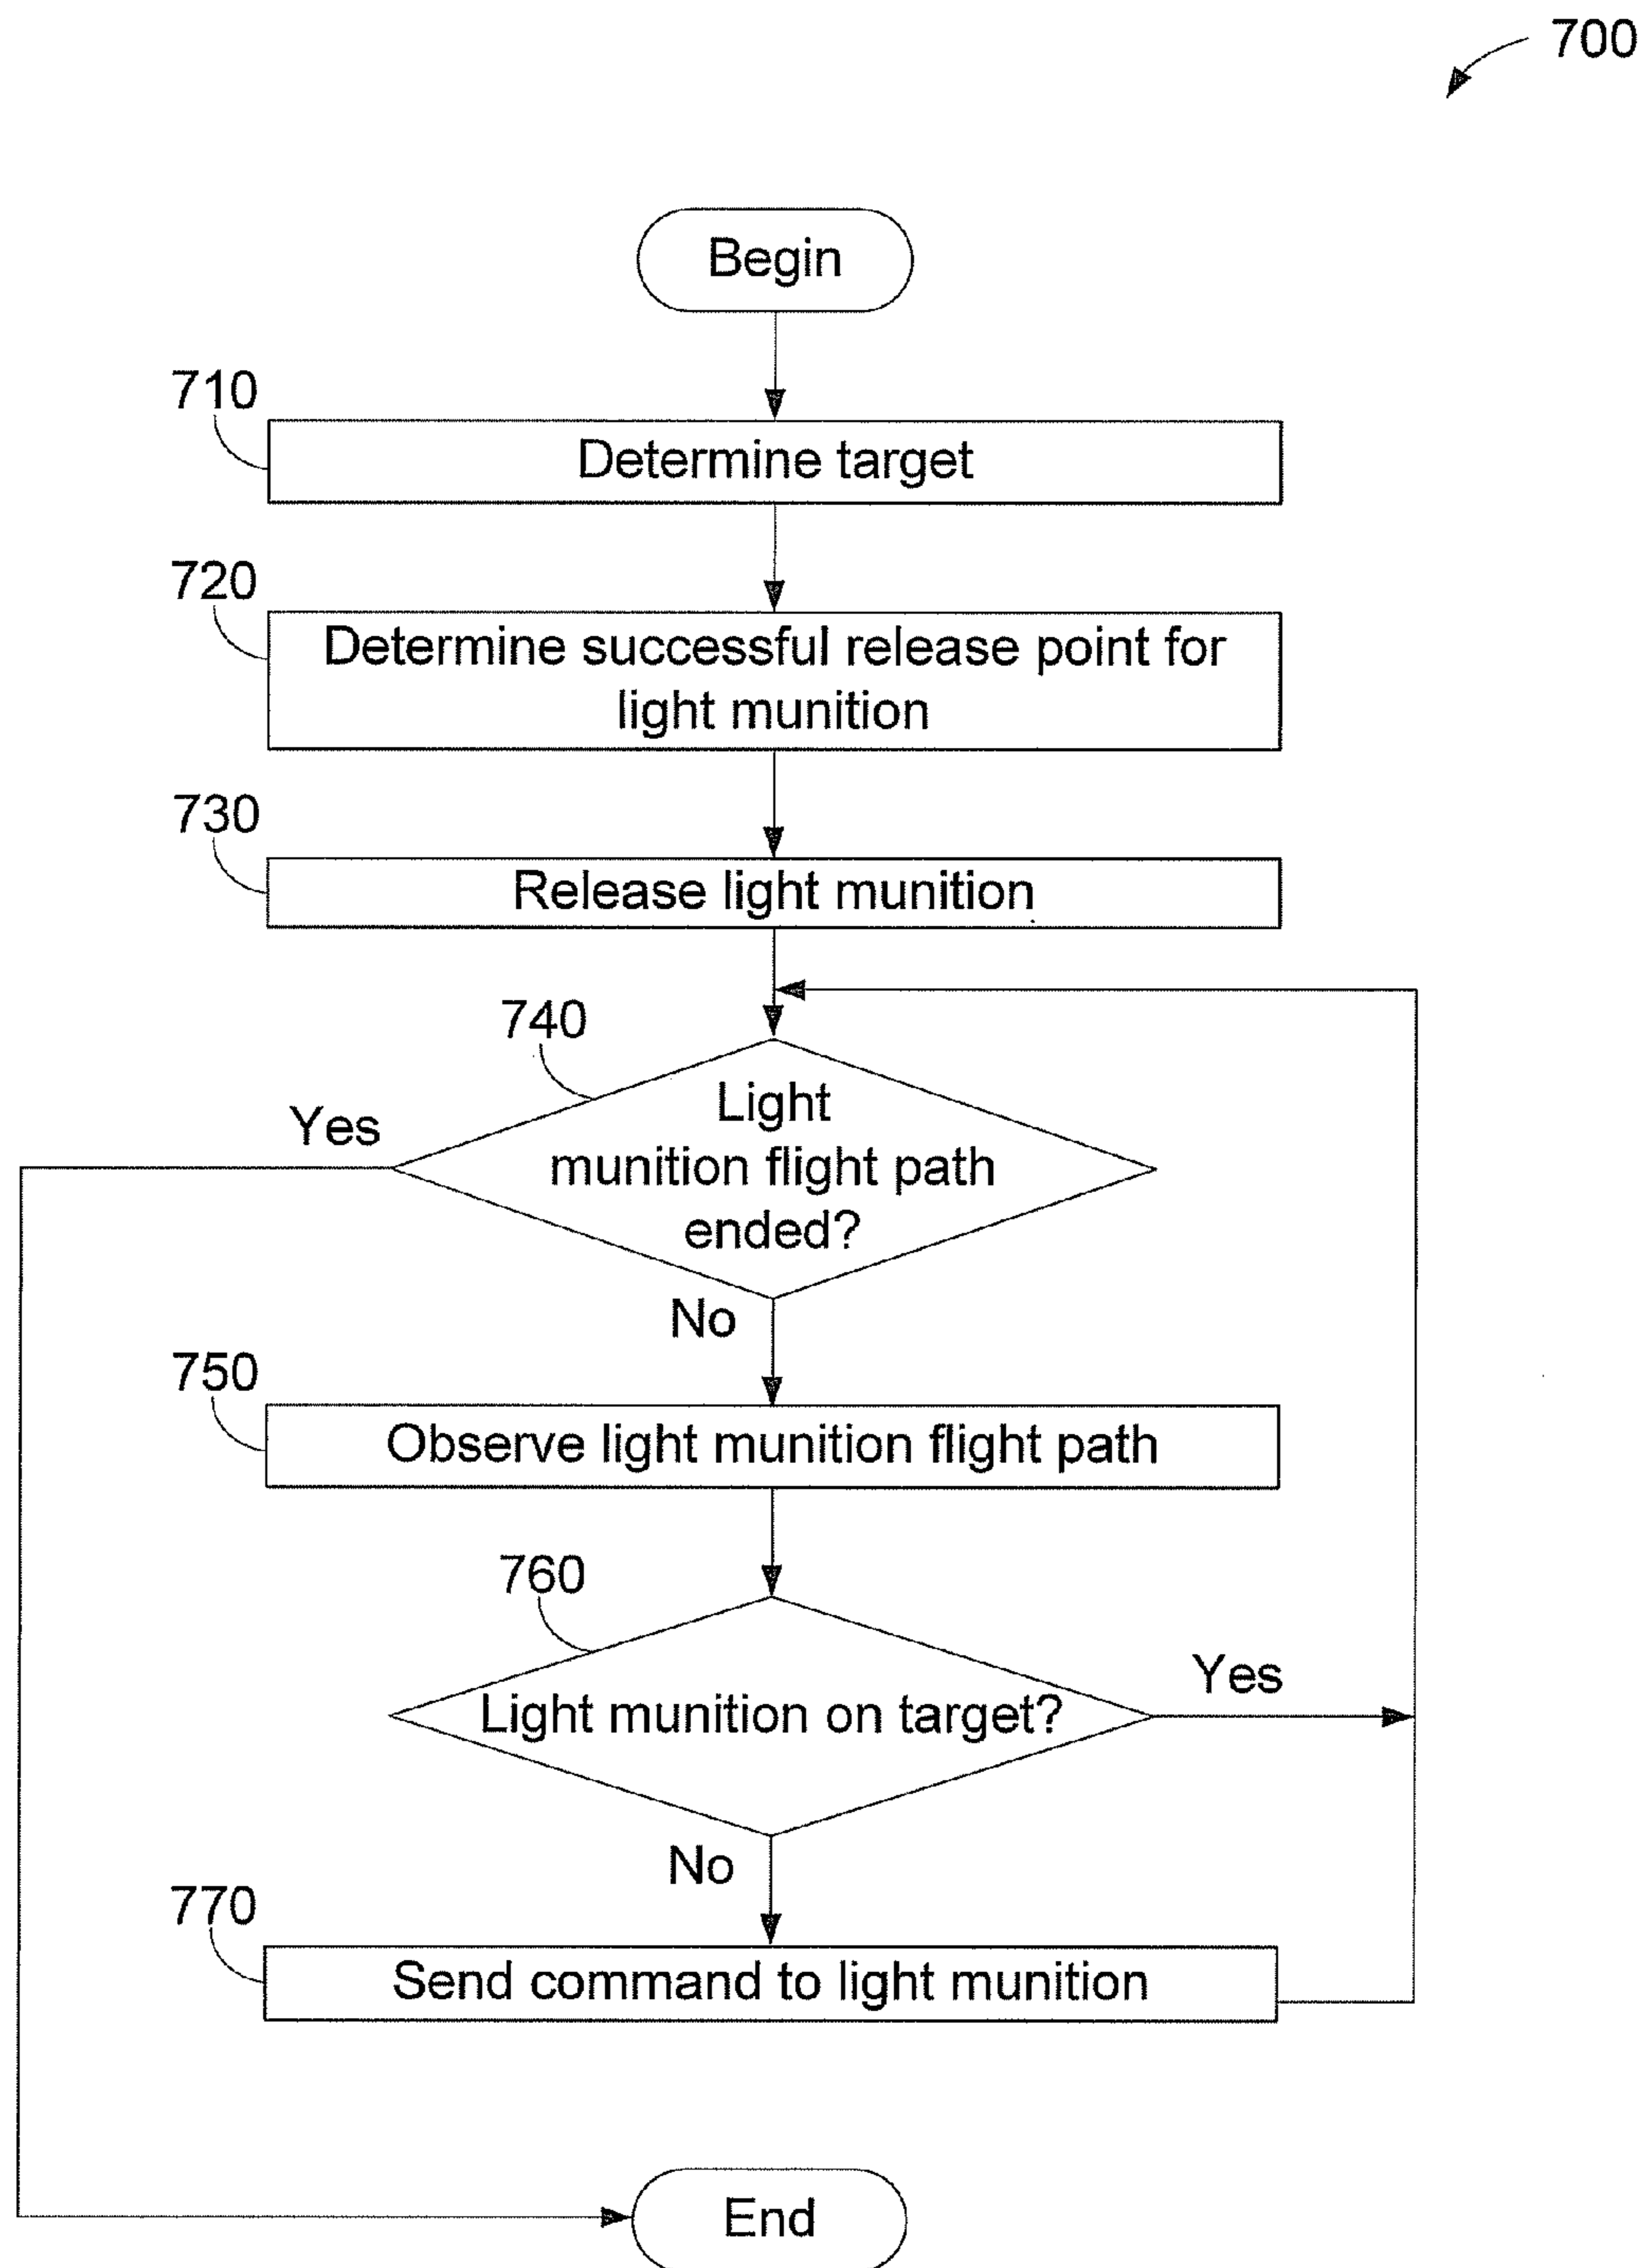 700
Begin
710
Determine target
720
Determine successful release point for
light munition
730
Release light munition
740
Light
munition flight path
ended?
Yes
No
750
Observe light munition flight path
760
Light munition on target?
Yes
No
770
Send command to light munition
End